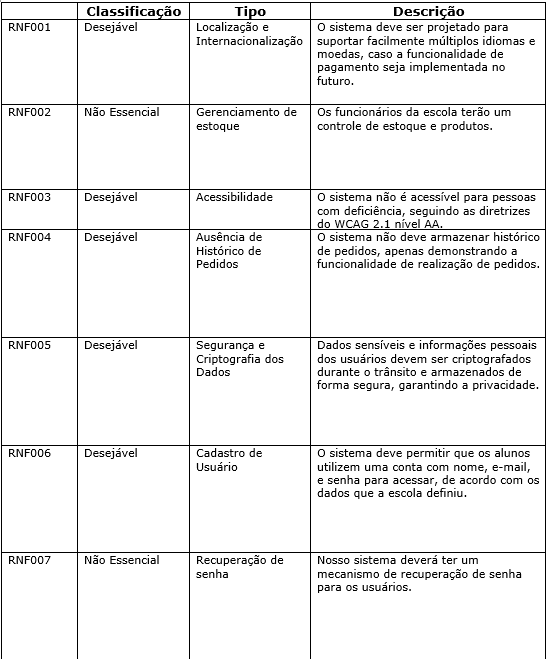 Classificação Tipo Descrição
RNF001 Desejável Localização e O sistema deve ser projetado para
Internacionalização suportar facilmente múltiplos idiomas e
moedas, caso a funcionalidade de
pagamento seja implementada no
futuro.
RNF002 Não Essencial Gerenciamento de Os funcionários da escola terão um
estoque controle de estoque e produtos.
RNF003 Desejável Acessibilidade O sistema não é acessível para pessoas
com deficiência, seguindo as diretrizes
do WCAG 2.1 nível AA.
RNF004 Desejável Ausência de O sistema não deve armazenar histórico
Histórico de de pedidos, apenas demonstrando a
Pedidos funcionalidade de realização de pedidos.
RNF005 Desejável Segurança e Dados sensíveis e informações pessoais
Criptografia dos dos usuários devem ser criptografados
Dados durante o trânsito e armazenados de
forma segura, garantindo a privacidade.
RNF006 Desejável Cadastro de O sistema deve permitir que os alunos
Usuário utilizem uma conta com nome, e-mail,
e senha para acessar, de acordo com os
dados que a escola definiu.
RNF007 Não Essencial Recuperação de Nosso sistema deverá ter um
senha mecanismo de recuperação de senha
para os usuários.